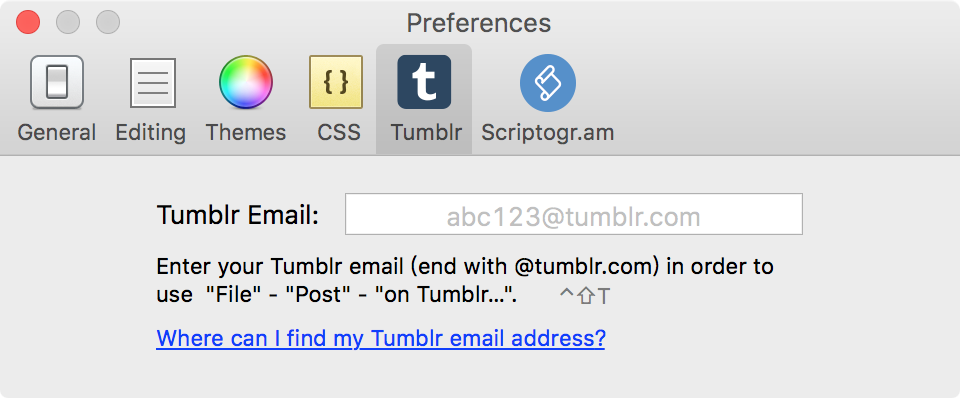 Preferences
General Editing Themes CSS Tumblr Scriptogr.am
Tumblr Email: abc123@tumblr.com
Enter your Tumblr email (end with @tumblr.com) in order to
use "File" - "Post" - "on Tumblr...". ^⇧T
Where can I find my Tumblr email address?